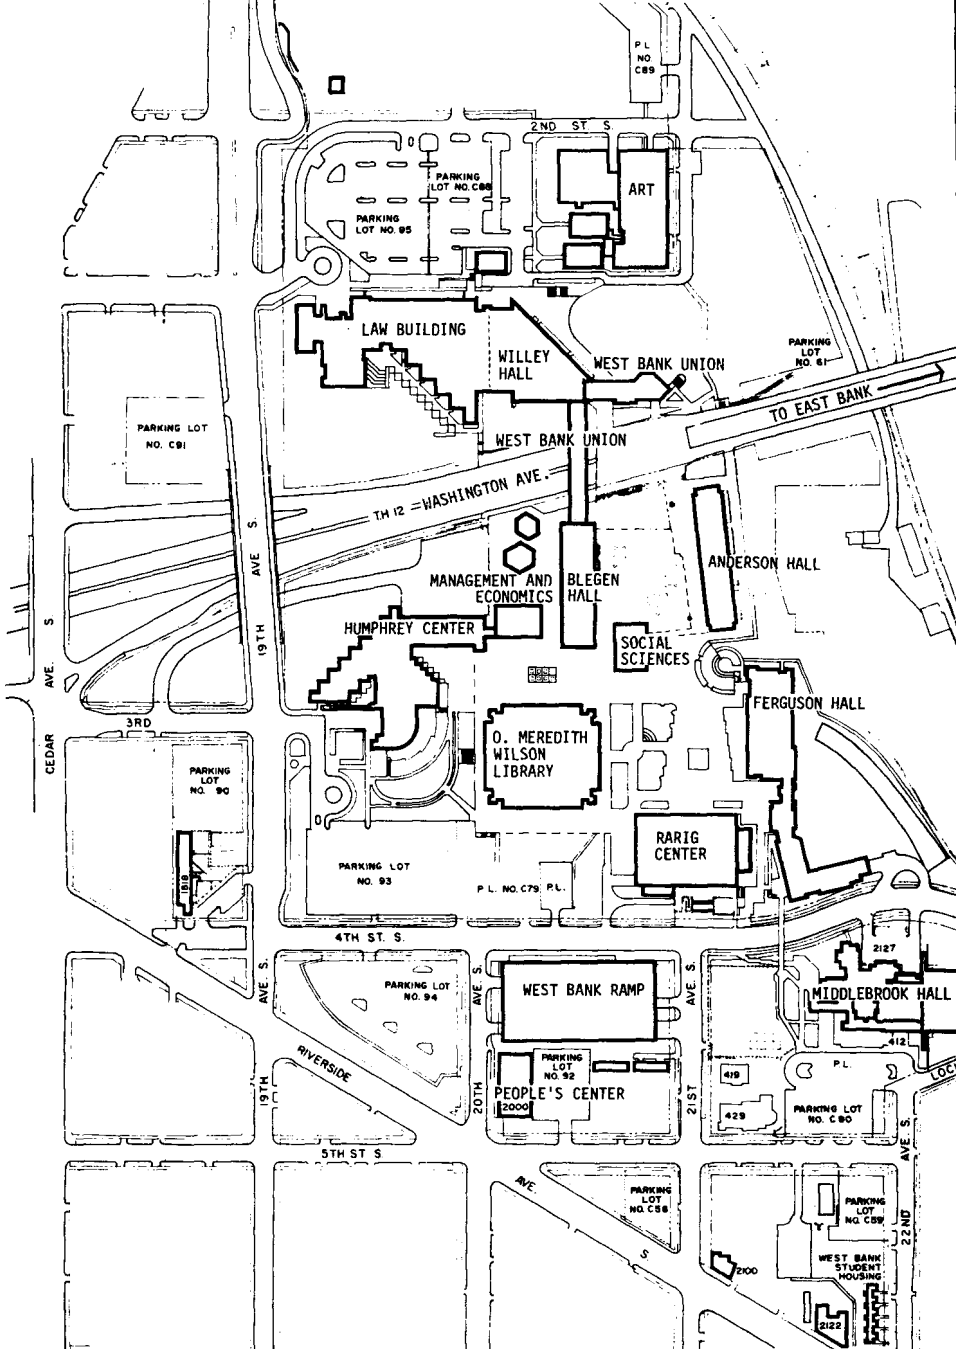 P.L.
NO.
C89
2ND ST. S.
ART
PARKING
LOT NO. C88
PARKING
LOT NO. 95
LAW BUILDING
WILLEY
HALL
WEST BANK UNION
PARKING
LOT
NO. 61
TO EAST BANK
PARKING LOT
NO. C91
WEST BANK UNION
TH 12 = WASHINGTON AVE.
19TH AVE S.
MANAGEMENT AND
ECONOMICS
BLEGEN
HALL
ANDERSON HALL
HUMPHREY CENTER
SOCIAL
SCIENCES
CEDAR AVE. S.
3RD
FERGUSON HALL
O. MEREDITH
WILSON
LIBRARY
PARKING
LOT
NO. 90
1818
RARIG
CENTER
PARKING LOT
NO. 93
P.L. NO. C79
P.L.
4TH ST. S.
2127
MIDDLEBROOK HALL
412
PARKING LOT
NO. 94
19TH AVE S.
20TH AVE S.
WEST BANK RAMP
21ST AVE S.
RIVERSIDE
PARKING
LOT
NO. 92
PEOPLE'S CENTER
2000
419
429
P.L.
PARKING LOT
NO. C80
5TH ST S.
AVE.
S.
PARKING
LOT
NO. C56
PARKING
LOT
NO. C59
22ND AVE S.
WEST BANK
STUDENT
HOUSING
2100
2122